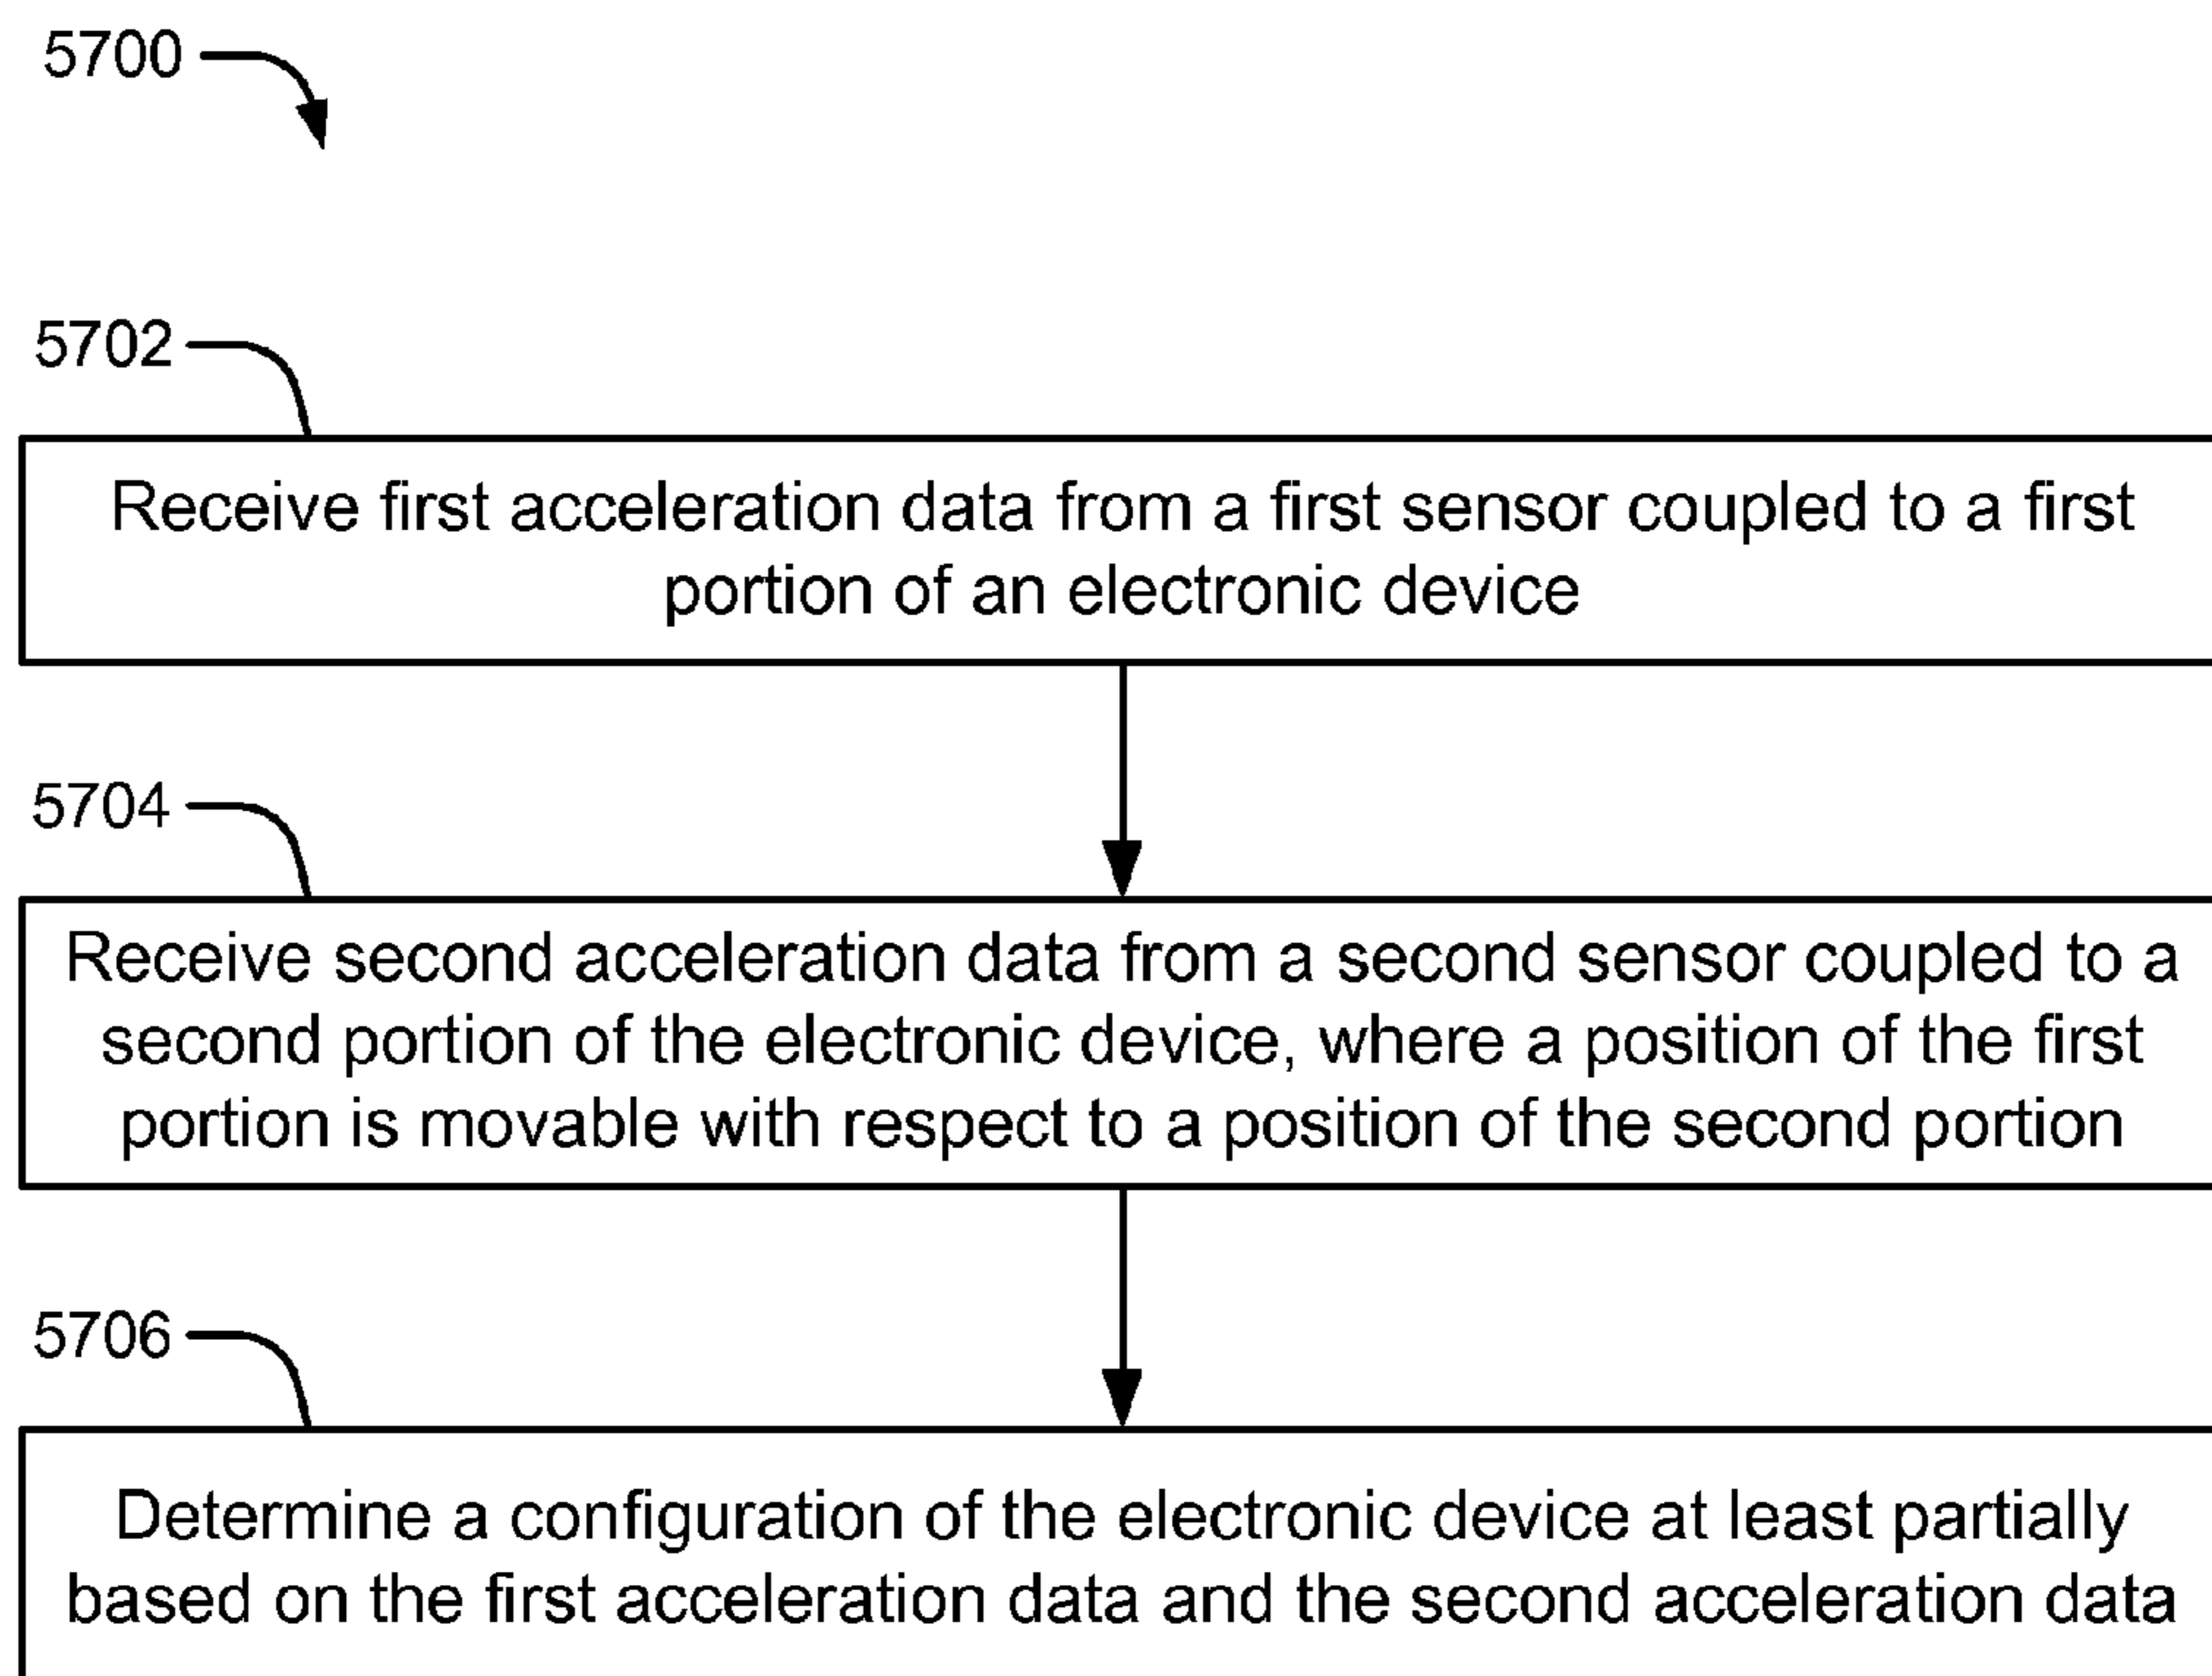 5700
5702
Receive first acceleration data from a first sensor coupled to a first
portion of an electronic device
5704
Receive second acceleration data from a second sensor coupled to a
second portion of the electronic device, where a position of the first
portion is movable with respect to a position of the second portion
5706
Determine a configuration of the electronic device at least partially
based on the first acceleration data and the second acceleration data